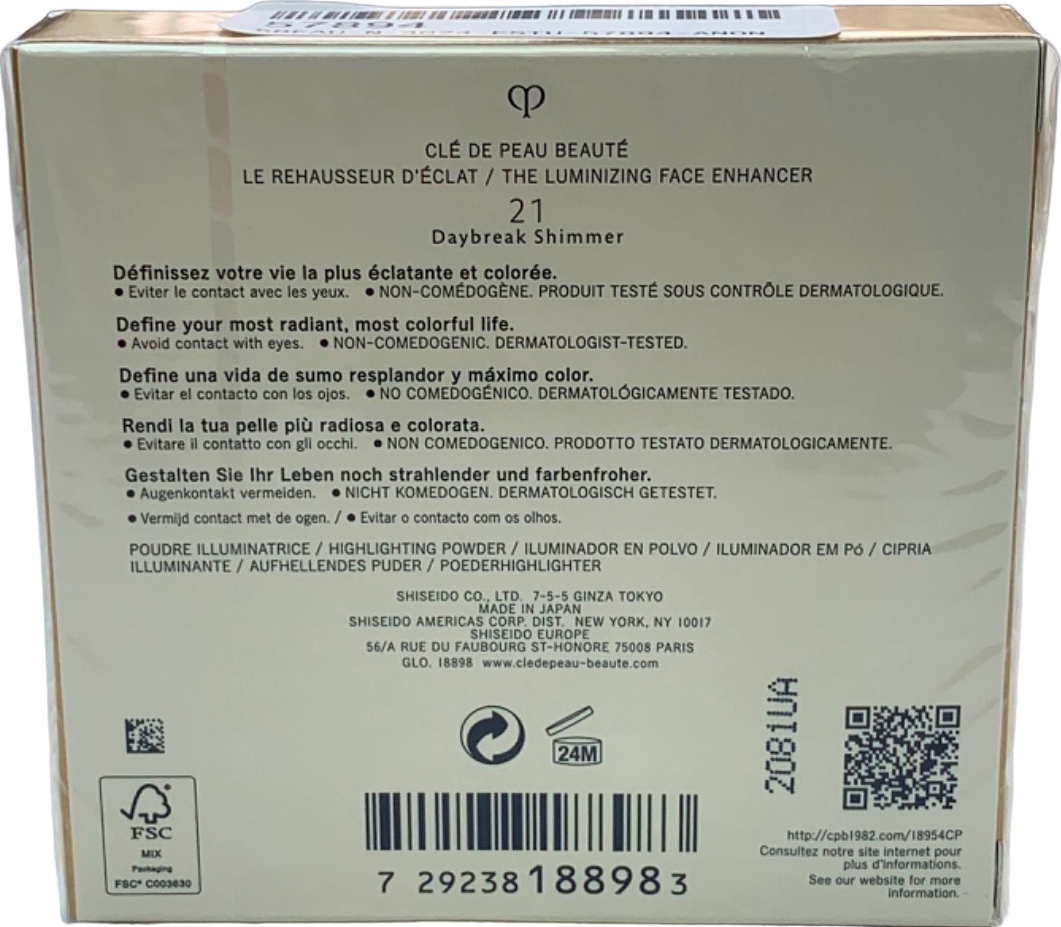 57894
CLÉ DE PEAU BEAUTÉ
LE REHAUSSEUR D'ÉCLAT / THE LUMINIZING FACE ENHANCER
21
Daybreak Shimmer
Définissez votre vie la plus éclatante et colorée.
● Eviter le contact avec les yeux. ● NON-COMÉDOGÈNE. PRODUIT TESTÉ SOUS CONTRÔLE DERMATOLOGIQUE.
Define your most radiant, most colorful life.
● Avoid contact with eyes. ● NON-COMEDOGENIC. DERMATOLOGIST-TESTED.
Define una vida de sumo resplandor y máximo color.
● Evitar el contacto con los ojos. ● NO COMEDOGÉNICO. DERMATOLÓGICAMENTE TESTADO.
Rendi la tua pelle più radiosa e colorata.
● Evitare il contatto con gli occhi. ● NON COMEDOGENICO. PRODOTTO TESTATO DERMATOLOGICAMENTE.
Gestalten Sie Ihr Leben noch strahlender und farbenfroher.
● Augenkontakt vermeiden. ● NICHT KOMEDOGEN. DERMATOLOGISCH GETESTET.
● Vermijd contact met de ogen. / ● Evitar o contacto com os olhos.
POUDRE ILLUMINATRICE / HIGHLIGHTING POWDER / ILUMINADOR EN POLVO / ILUMINADOR EM Pó / CIPRIA
ILLUMINANTE / AUFHELLENDES PUDER / POEDERHIGHLIGHTER
SHISEIDO CO., LTD. 7-5-5 GINZA TOKYO
MADE IN JAPAN
SHISEIDO AMERICAS CORP. DIST. NEW YORK, NY 10017
SHISEIDO EUROPE
56/A RUE DU FAUBOURG ST-HONORE 75008 PARIS
GLO. 18898 www.cledepeau-beaute.com
24M
2081UA
FSC
MIX
Packaging
FSC® C003630
7 29238 18898 3
http://cpb1982.com/18954CP
Consultez notre site internet pour
plus d'informations.
See our website for more
information.